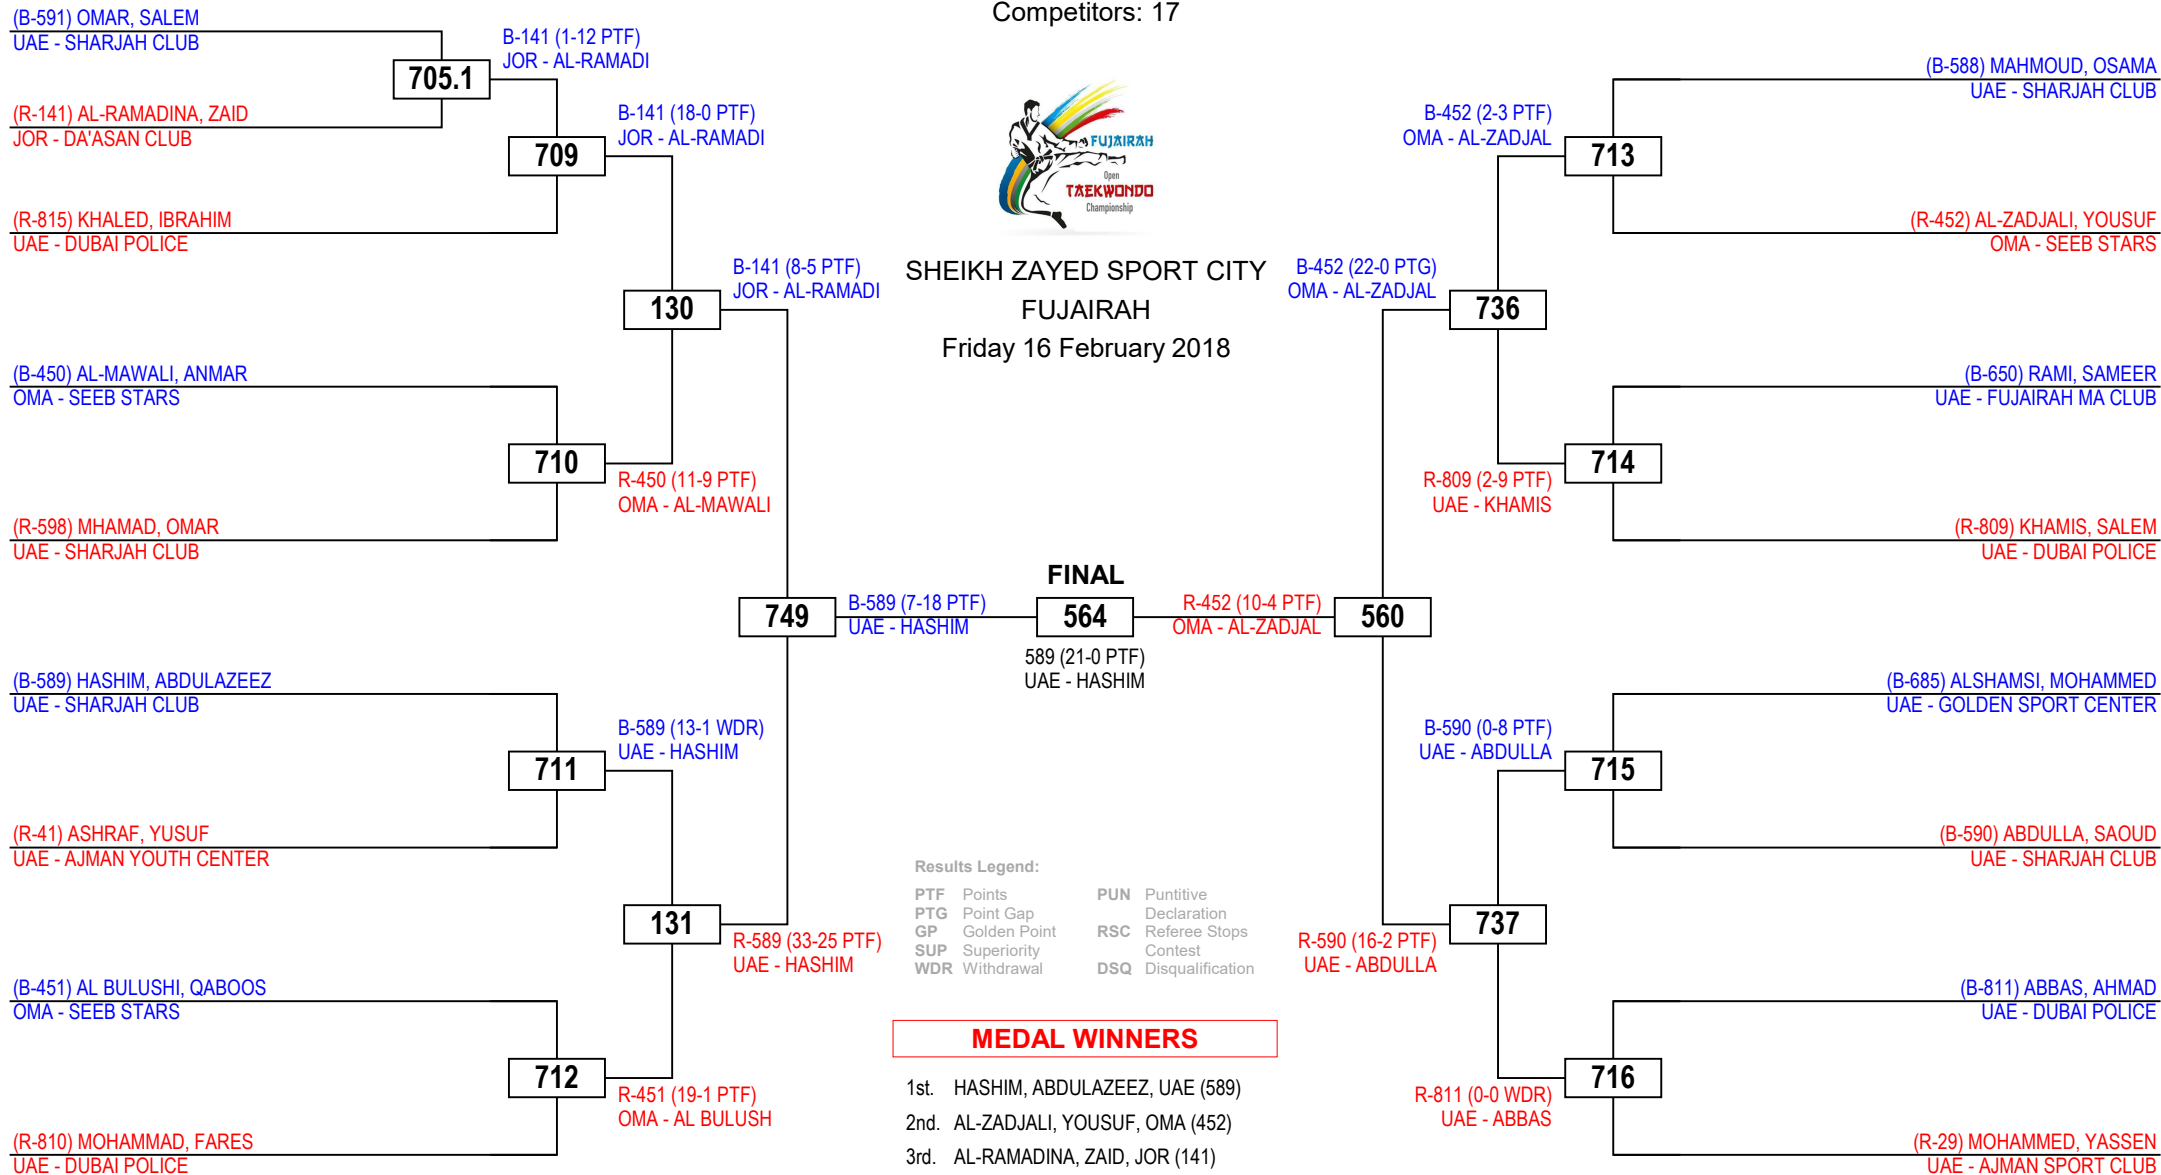 Competitors: 17
(B-591) OMAR, SALEM
UAE - SHARJAH CLUB
705.1
(R-141) AL-RAMADINA, ZAID
JOR - DA'ASAN CLUB
B-141 (1-12 PTF)
JOR - AL-RAMADI
709
(R-815) KHALED, IBRAHIM
UAE - DUBAI POLICE
B-141 (18-0 PTF)
JOR - AL-RAMADI
130
(B-450) AL-MAWALI, ANMAR
OMA - SEEB STARS
710
(R-598) MHAMAD, OMAR
UAE - SHARJAH CLUB
R-450 (11-9 PTF)
OMA - AL-MAWALI
B-141 (8-5 PTF)
JOR - AL-RAMADI
749
(B-589) HASHIM, ABDULAZEEZ
UAE - SHARJAH CLUB
711
(R-41) ASHRAF, YUSUF
UAE - AJMAN YOUTH CENTER
B-589 (13-1 WDR)
UAE - HASHIM
131
(B-451) AL BULUSHI, QABOOS
OMA - SEEB STARS
712
(R-810) MOHAMMAD, FARES
UAE - DUBAI POLICE
R-451 (19-1 PTF)
OMA - AL BULUSH
R-589 (33-25 PTF)
UAE - HASHIM
B-589 (7-18 PTF)
UAE - HASHIM
FUJAIRAH
Open
TAEKWONDO
Championship
SHEIKH ZAYED SPORT CITY
FUJAIRAH
Friday 16 February 2018
FINAL
564
589 (21-0 PTF)
UAE - HASHIM
R-452 (10-4 PTF)
OMA - AL-ZADJAL
560
B-452 (22-0 PTG)
OMA - AL-ZADJAL
736
B-452 (2-3 PTF)
OMA - AL-ZADJAL
713
(B-588) MAHMOUD, OSAMA
UAE - SHARJAH CLUB
(R-452) AL-ZADJALI, YOUSUF
OMA - SEEB STARS
R-809 (2-9 PTF)
UAE - KHAMIS
714
(B-650) RAMI, SAMEER
UAE - FUJAIRAH MA CLUB
(R-809) KHAMIS, SALEM
UAE - DUBAI POLICE
R-590 (16-2 PTF)
UAE - ABDULLA
737
B-590 (0-8 PTF)
UAE - ABDULLA
715
(B-685) ALSHAMSI, MOHAMMED
UAE - GOLDEN SPORT CENTER
(B-590) ABDULLA, SAOUD
UAE - SHARJAH CLUB
R-811 (0-0 WDR)
UAE - ABBAS
716
(B-811) ABBAS, AHMAD
UAE - DUBAI POLICE
(R-29) MOHAMMED, YASSEN
UAE - AJMAN SPORT CLUB
Results Legend:
PTF Points
PTG Point Gap
GP Golden Point
SUP Superiority
WDR Withdrawal
PUN Puntitive
Declaration
RSC Referee Stops
Contest
DSQ Disqualification
MEDAL WINNERS
1st. HASHIM, ABDULAZEEZ, UAE (589)
2nd. AL-ZADJALI, YOUSUF, OMA (452)
3rd. AL-RAMADINA, ZAID, JOR (141)